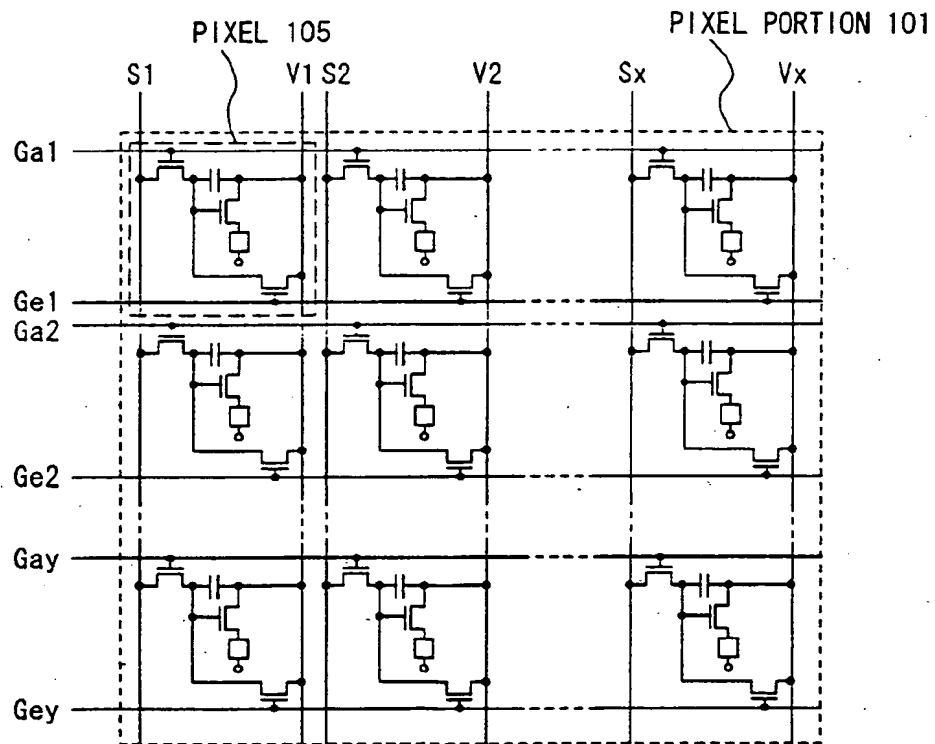 PIXEL 105
PIXEL PORTION 101
S1 V1 S2 V2 Sx Vx
Ga1
Ge1
Ga2
Ge2
Gay
Gey